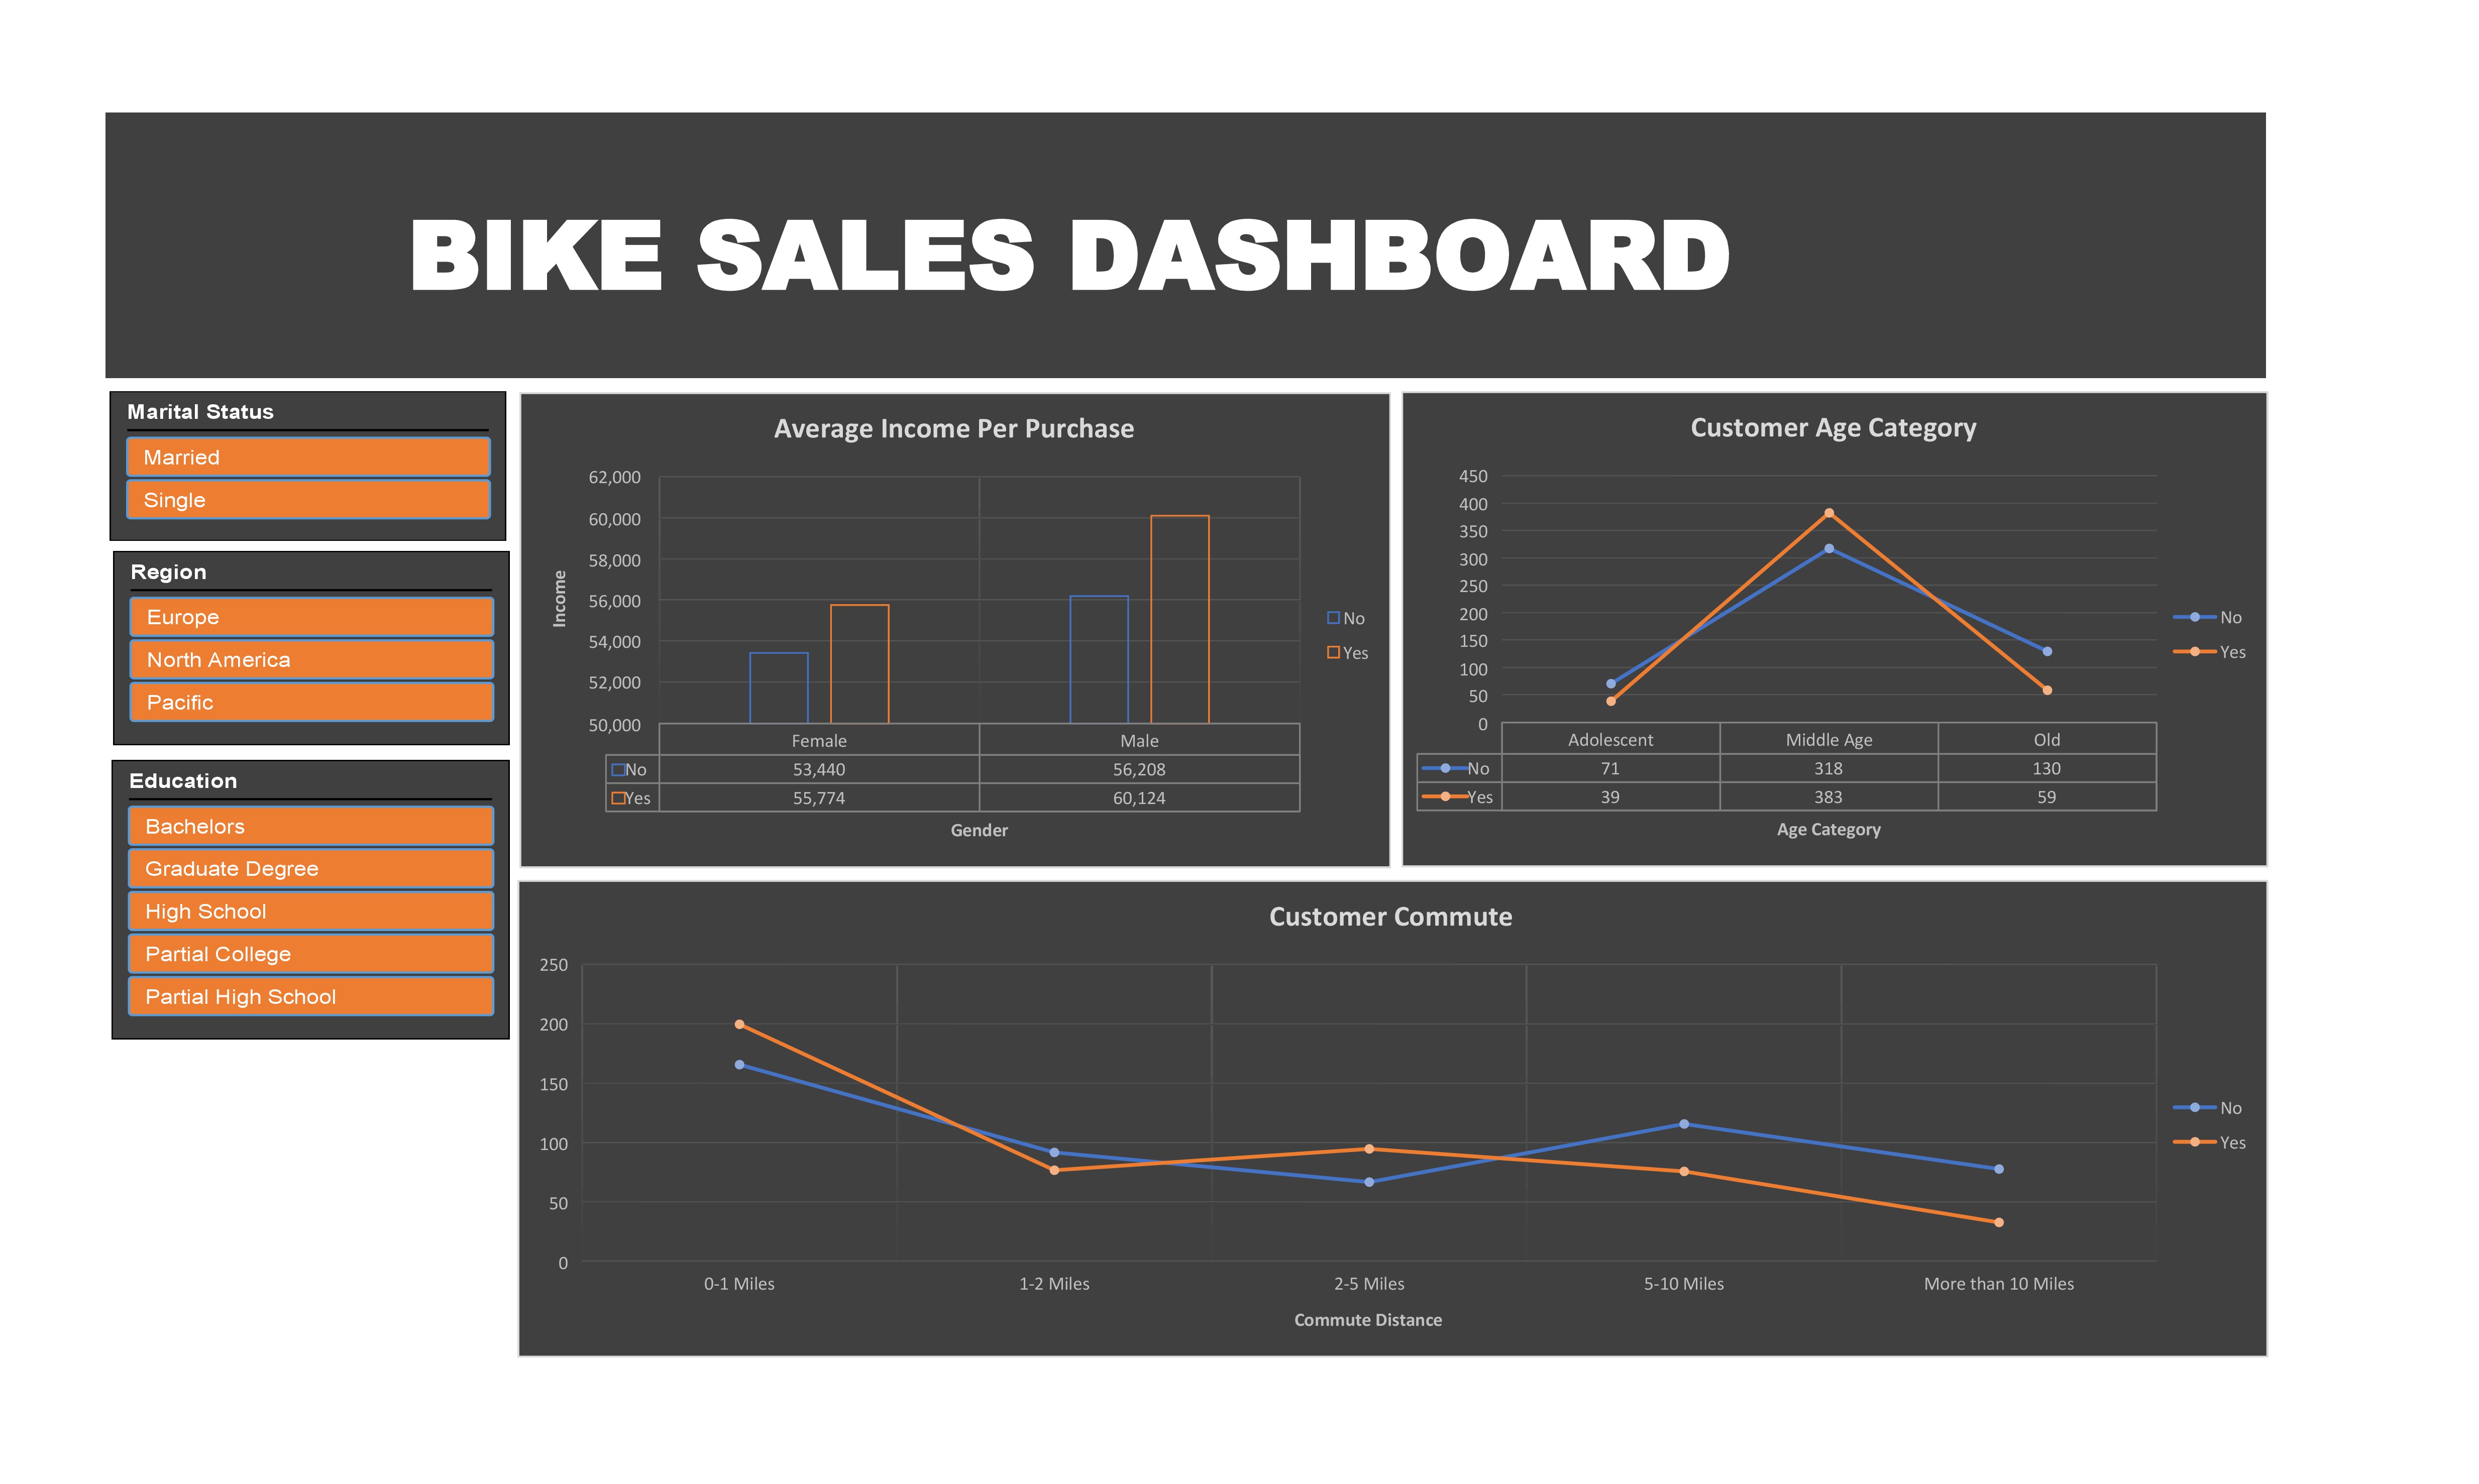 BIKE SALES DASHBOARD
Marital Status
Married
Single
Region
Europe
North America
Pacific
Education
Bachelors
Graduate Degree
High School
Partial College
Partial High School
Average Income Per Purchase
62,000
60,000
58,000
56,000
54,000
52,000
50,000
Income
Female Male
No 53,440 56,208
Yes 55,774 60,124
Gender
No
Yes
Customer Age Category
450
400
350
300
250
200
150
100
50
0
Adolescent Middle Age Old
No 71 318 130
Yes 39 383 59
Age Category
No
Yes
Customer Commute
250
200
150
100
50
0
0-1 Miles 1-2 Miles 2-5 Miles 5-10 Miles More than 10 Miles
Commute Distance
No
Yes